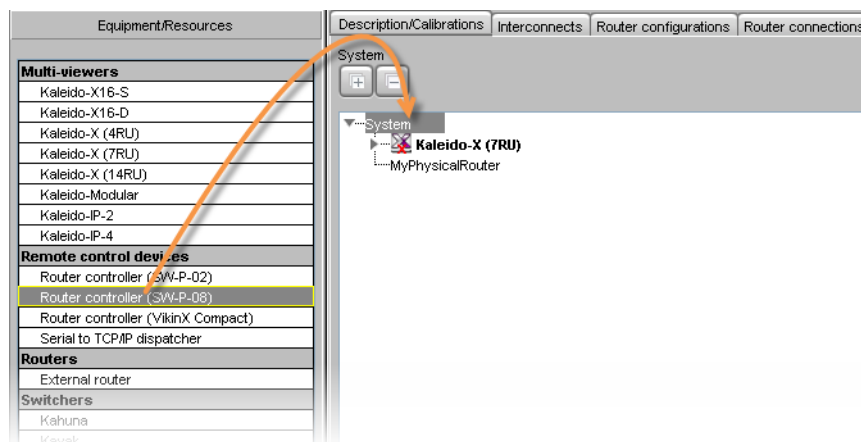 Equipment/Resources
Multi-viewers
Kaleido-X16-S
Kaleido-X16-D
Kaleido-X (4RU)
Kaleido-X (7RU)
Kaleido-X (14RU)
Kaleido-Modular
Kaleido-IP-2
Kaleido-IP-4
Remote control devices
Router controller (SW-P-02)
Router controller (SW-P-08)
Router controller (VikinX Compact)
Serial to TCP/IP dispatcher
Routers
External router
Switchers
Kahuna
Kayak
Description/Calibrations Interconnects Router configurations Router connections
System
System
Kaleido-X (7RU)
MyPhysicalRouter